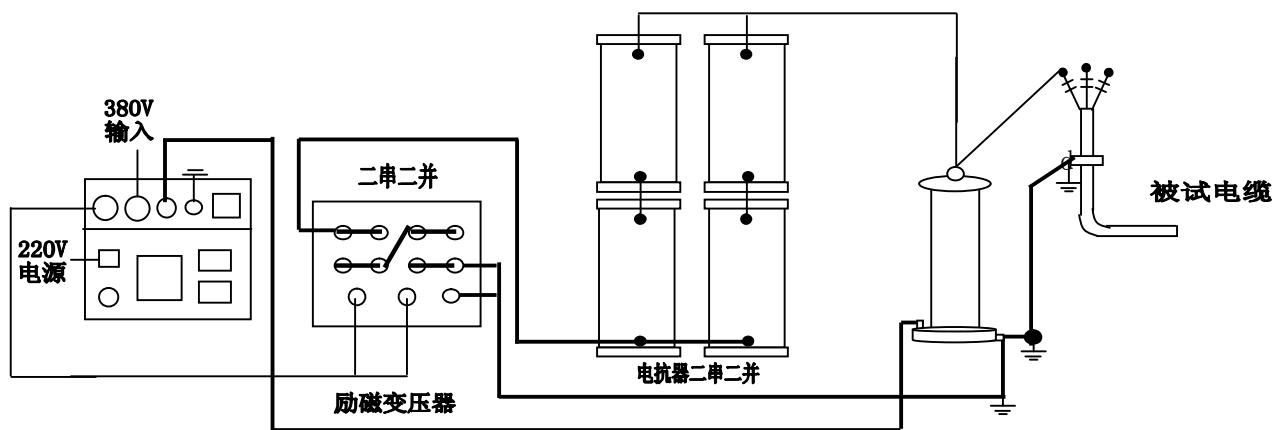 380V
输入
二串二并
被试电缆
220V
电源
电抗器二串二并
励磁变压器